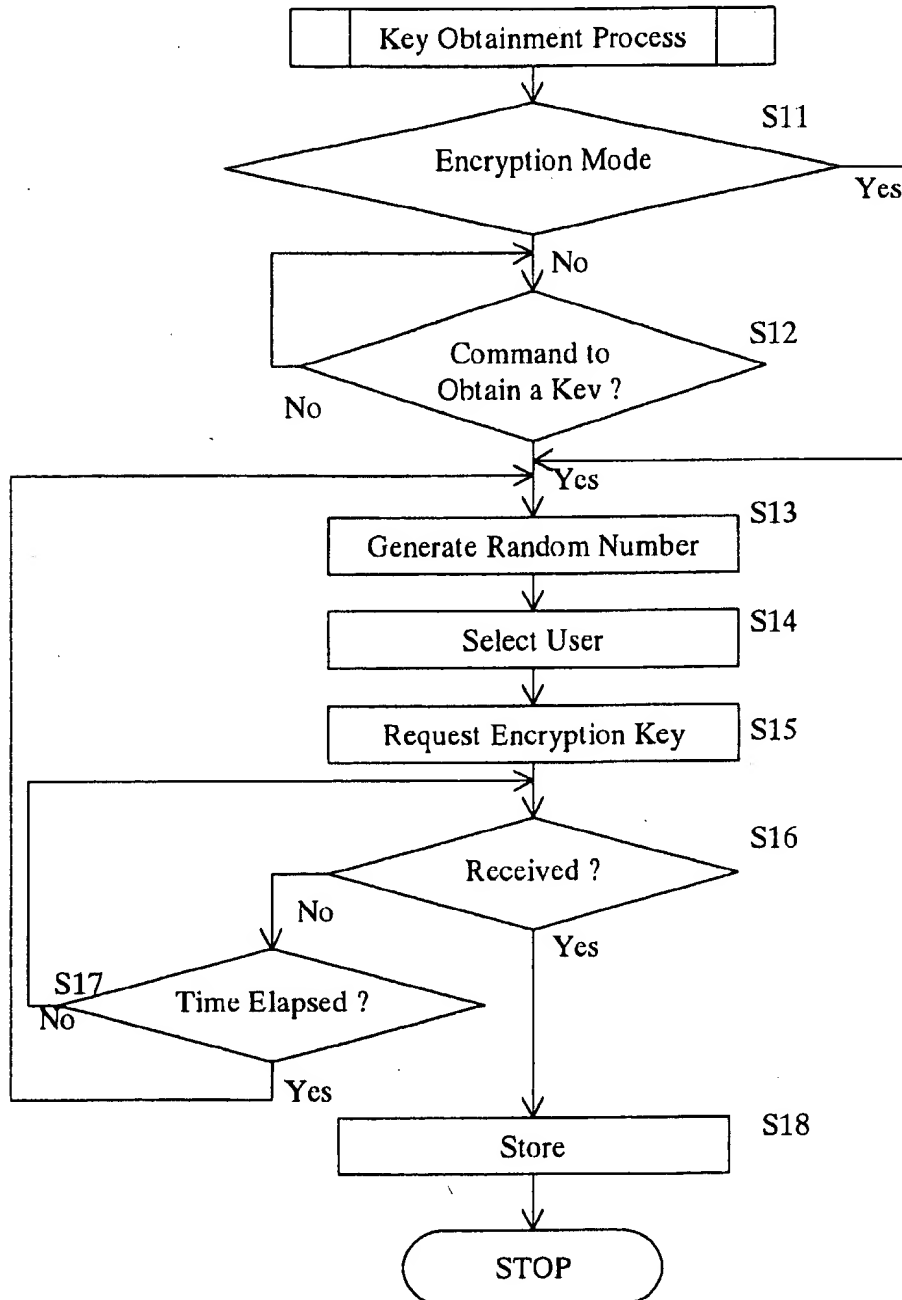 Key Obtainment Process
S11
Encryption Mode
Yes
No
S12
Command to
Obtain a Key ?
No
Yes
S13
Generate Random Number
S14
Select User
S15
Request Encryption Key
S16
Received ?
No
Yes
S17
Time Elapsed ?
No
Yes
S18
Store
STOP